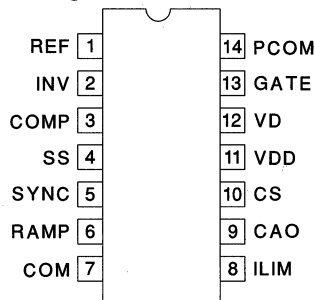 REF 1 14 PCOM
INV 2 13 GATE
COMP 3 12 VD
SS 4 11 VDD
SYNC 5 10 CS
RAMP 6 9 CAO
COM 7 8 ILIM